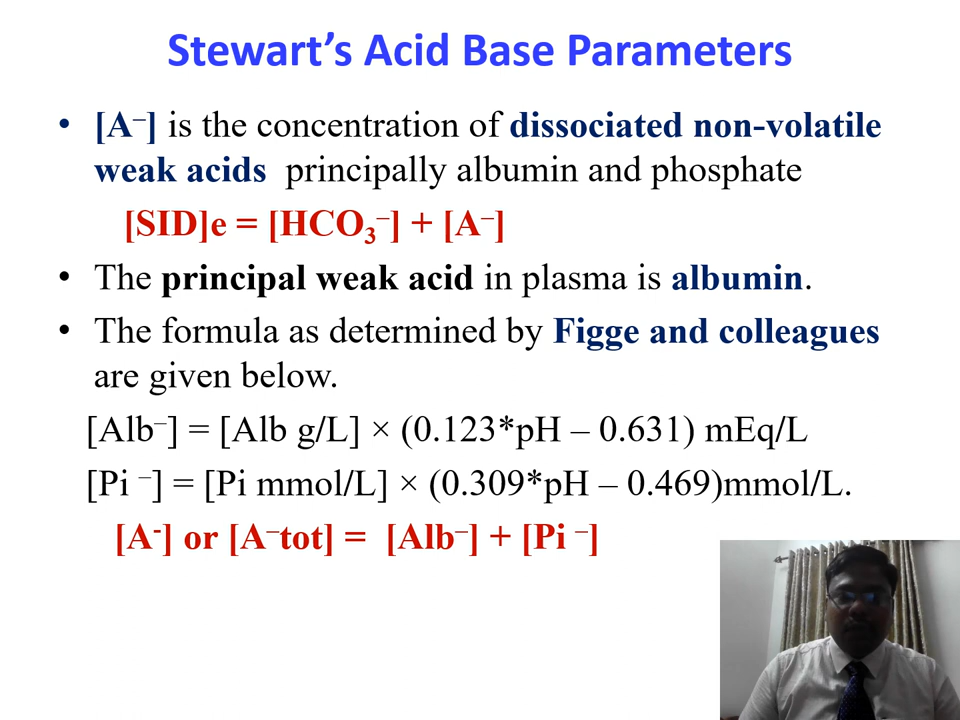 Stewart’s Acid Base Parameters
• [A–] is the concentration of dissociated non-volatile
weak acids principally albumin and phosphate
[SID]e = [HCO3–] + [A–]
• The principal weak acid in plasma is albumin.
• The formula as determined by Figge and colleagues
are given below.
[Alb–] = [Alb g/L] × (0.123*pH – 0.631) mEq/L
[Pi –] = [Pi mmol/L] × (0.309*pH – 0.469)mmol/L.
[A-] or [A–tot] = [Alb–] + [Pi –]